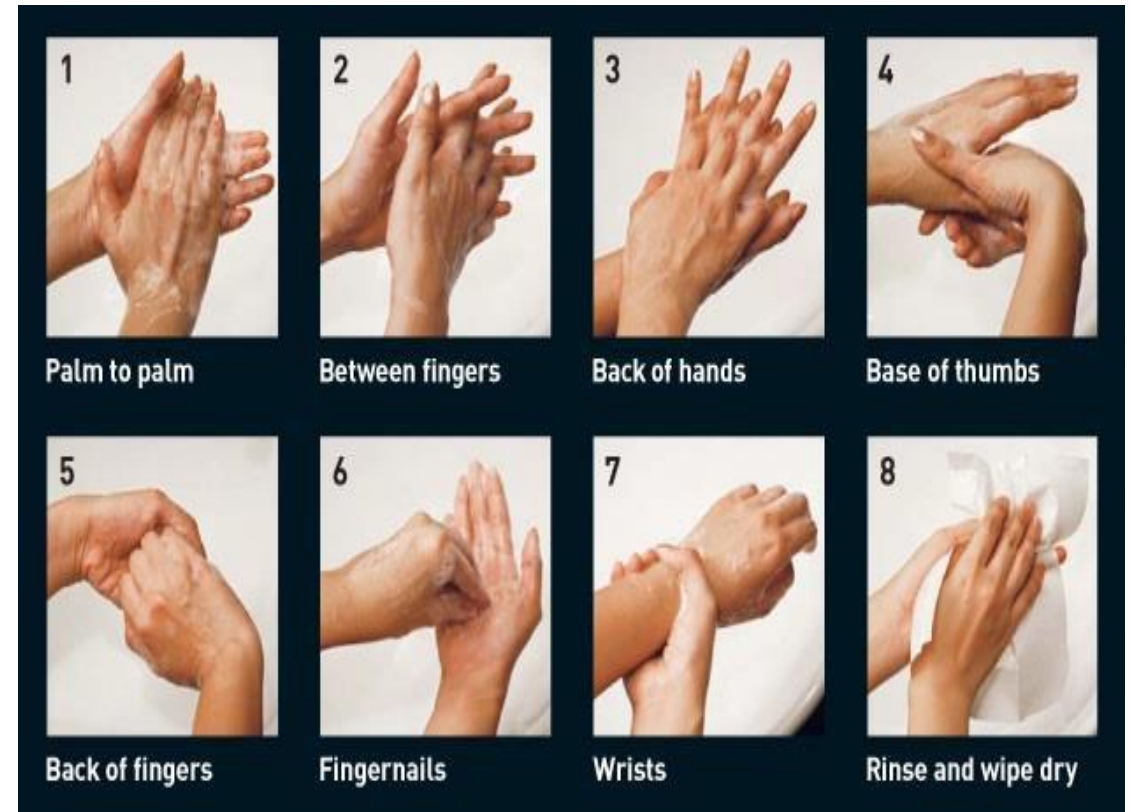 1
2
3
4
Palm to palm
Between fingers
Back of hands
Base of thumbs
5
6
7
8
Back of fingers
Fingernails
Wrists
Rinse and wipe dry